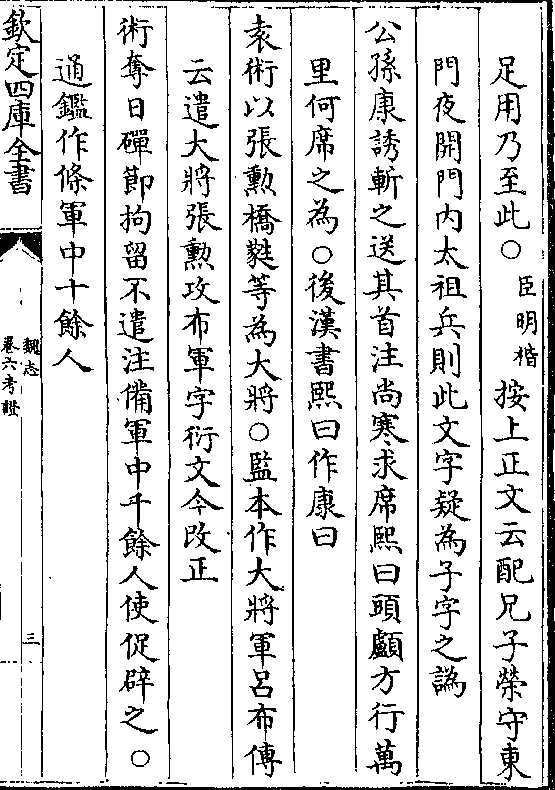 足用乃至此○臣明楷按上正文云配兄子榮守東
門夜開門内太祖兵則此文字疑為子字之譌
公孫康誘斬之送其首注尚寒求席熙曰頭顱方行萬
里何席之為○後漢書熙曰作康曰
袁術以張勲橋蕤等為大將○監本作大將軍吕布傳
云遣大將張勲攻布軍字衍文今改正
術奪日磾節拘留不遣注備軍中千餘人使促辟之○
通鑑作條軍中十餘人
欽定四庫全書
魏志
卷六考證
三